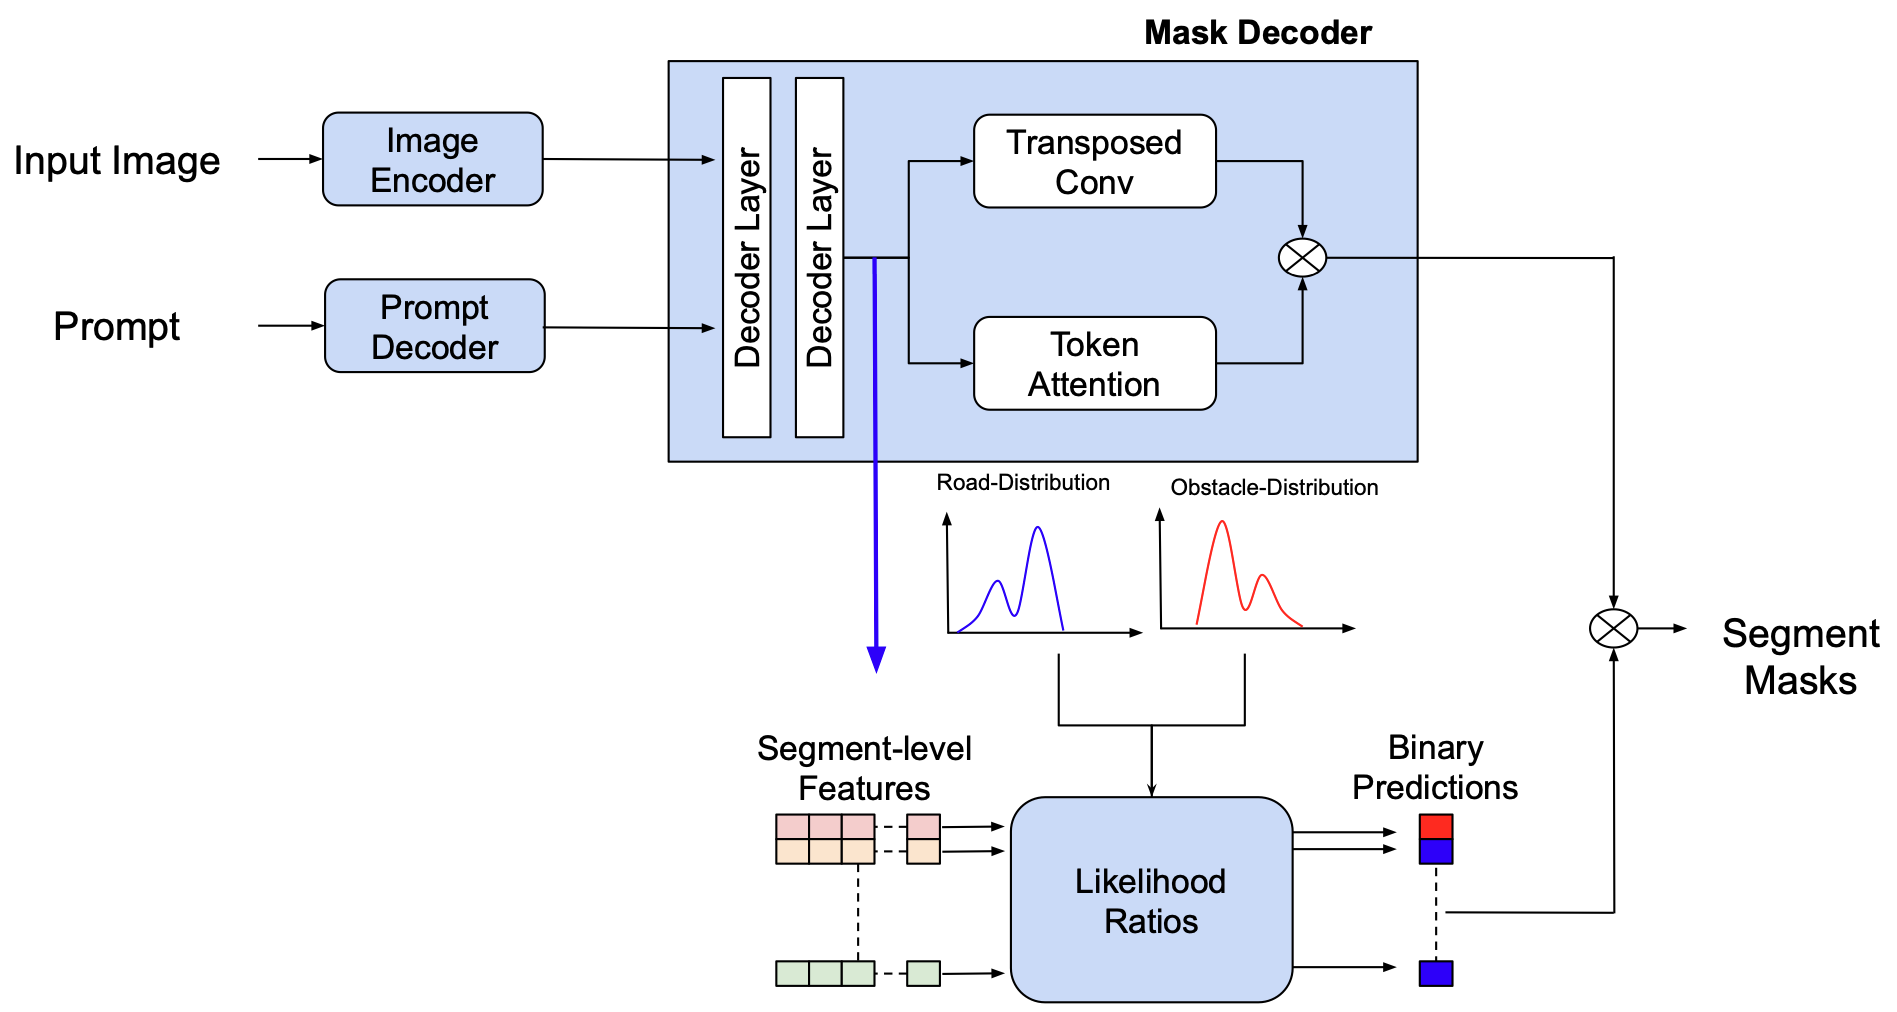 Mask Decoder
Input Image
Image
Encoder
Prompt
Prompt
Decoder
Decoder Layer
Decoder Layer
Transposed
Conv
Token
Attention
Road-Distribution
Obstacle-Distribution
Segment
Masks
Segment-level
Features
Likelihood
Ratios
Binary
Predictions